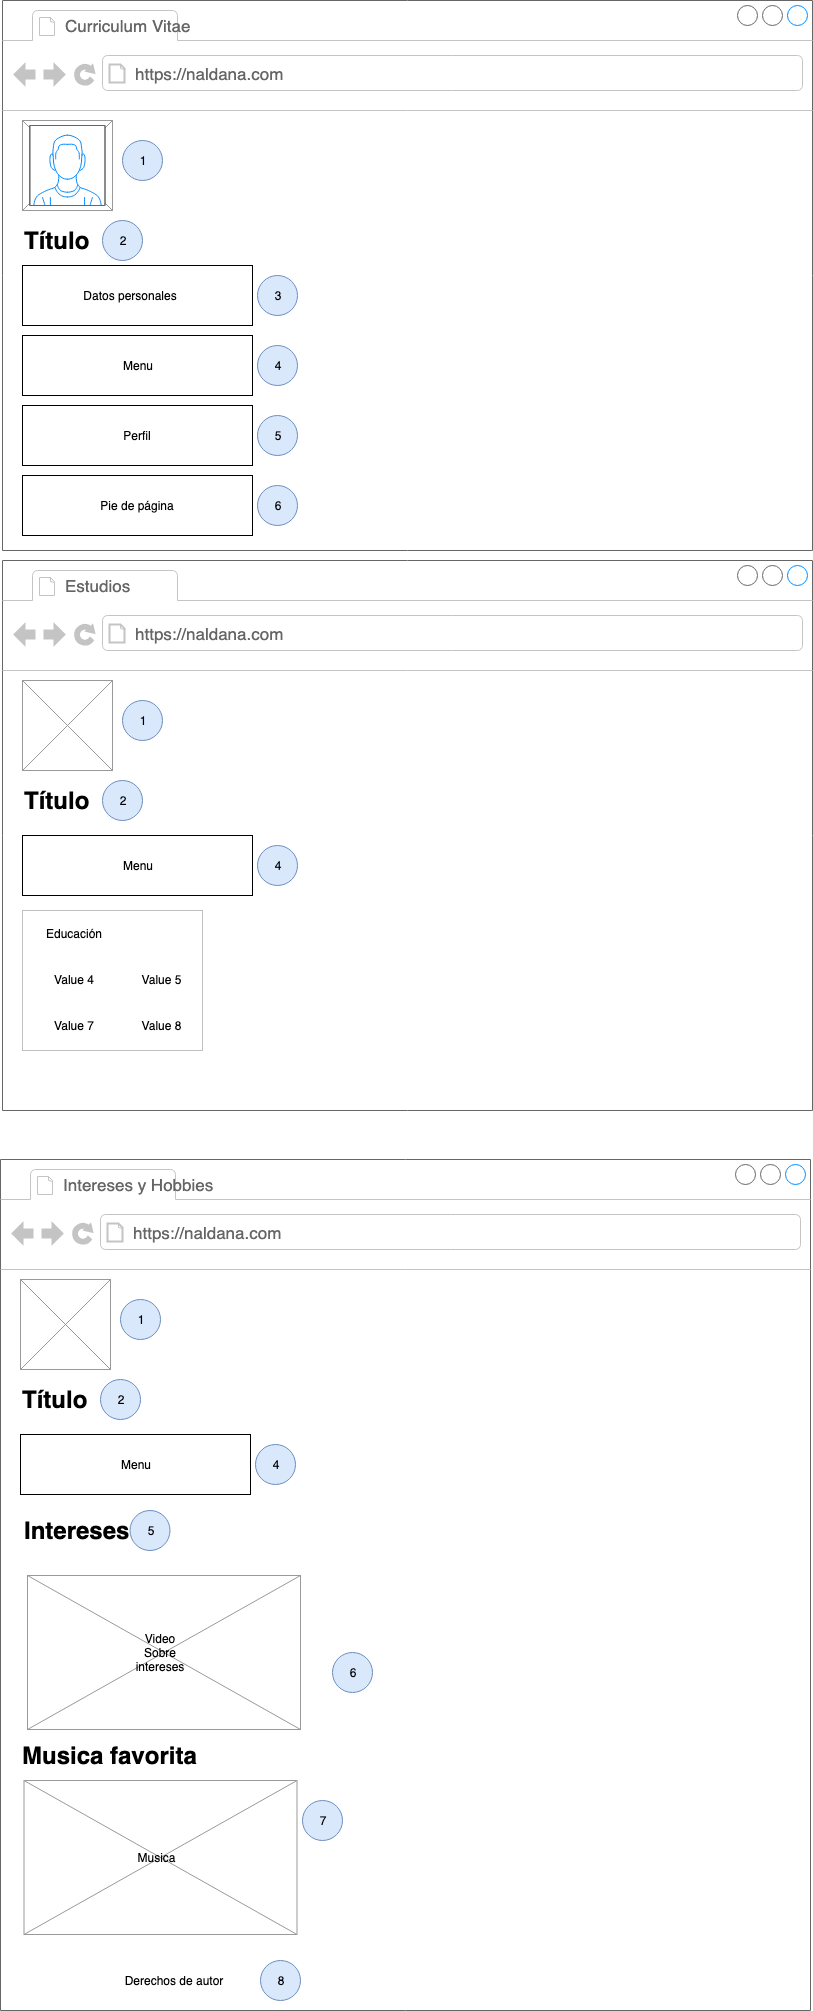 Curriculum Vitae
https://naldana.com
1
Título 2
Datos personales 3
Menu 4
Perfil 5
Pie de página 6
Estudios
https://naldana.com
1
Título 2
Menu 4
Educación
Value 4 Value 5
Value 7 Value 8
Intereses y Hobbies
https://naldana.com
1
Título 2
Menu 4
Intereses 5
Video
Sobre
intereses
6
Musica favorita
7
Musica
Derechos de autor 8